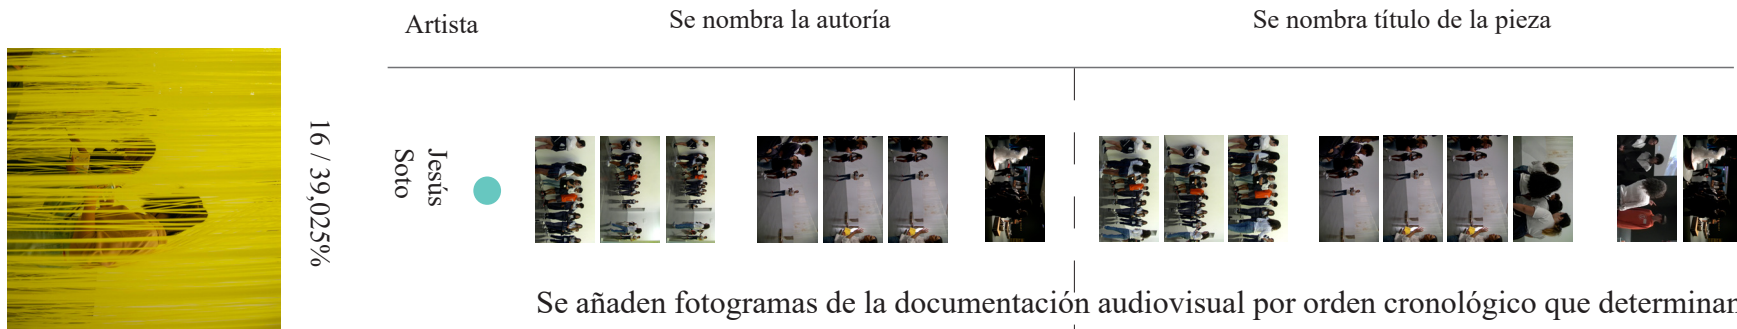 Artista
Se nombra la autoría
Se nombra título de la pieza
16 / 39,025%
Jesús
Soto
Se añaden fotogramas de la documentación audiovisual por orden cronológico que determinan